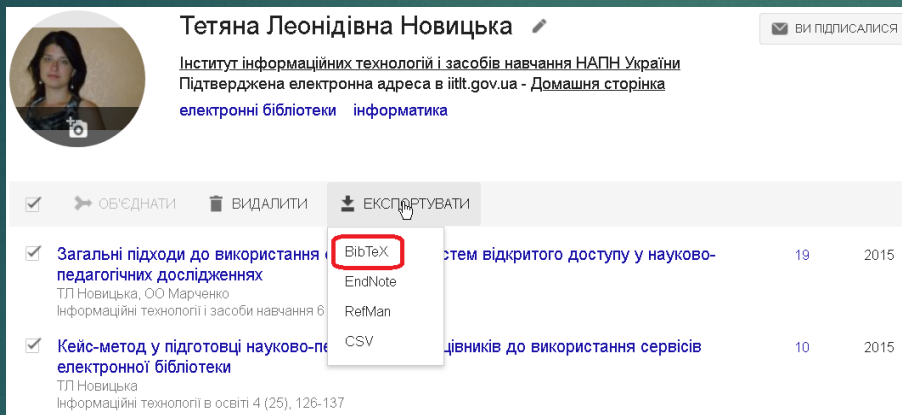 Тетяна Леонідівна Новицька
ВИ ПІДПИСАЛИСЯ
Інститут інформаційних технологій і засобів навчання НАПН України
Підтверджена електронна адреса в iitlt.gov.ua - Домашня сторінка
електронні бібліотеки інформатика
ОБ'ЄДНАТИ ВИДАЛИТИ ЕКСПОРТУВАТИ
BibTeX
EndNote
RefMan
CSV
Загальні підходи до використання стем відкритого доступу у науково- 19 2015
педагогічних дослідженнях
ТЛ Новицька, ОО Марченко
Інформаційні технології і засоби навчання 6
Кейс-метод у підготовці науково-пе цівників до використання сервісів 10 2015
електронної бібліотеки
ТЛ Новицька
Інформаційні технології в освіті 4 (25), 126-137